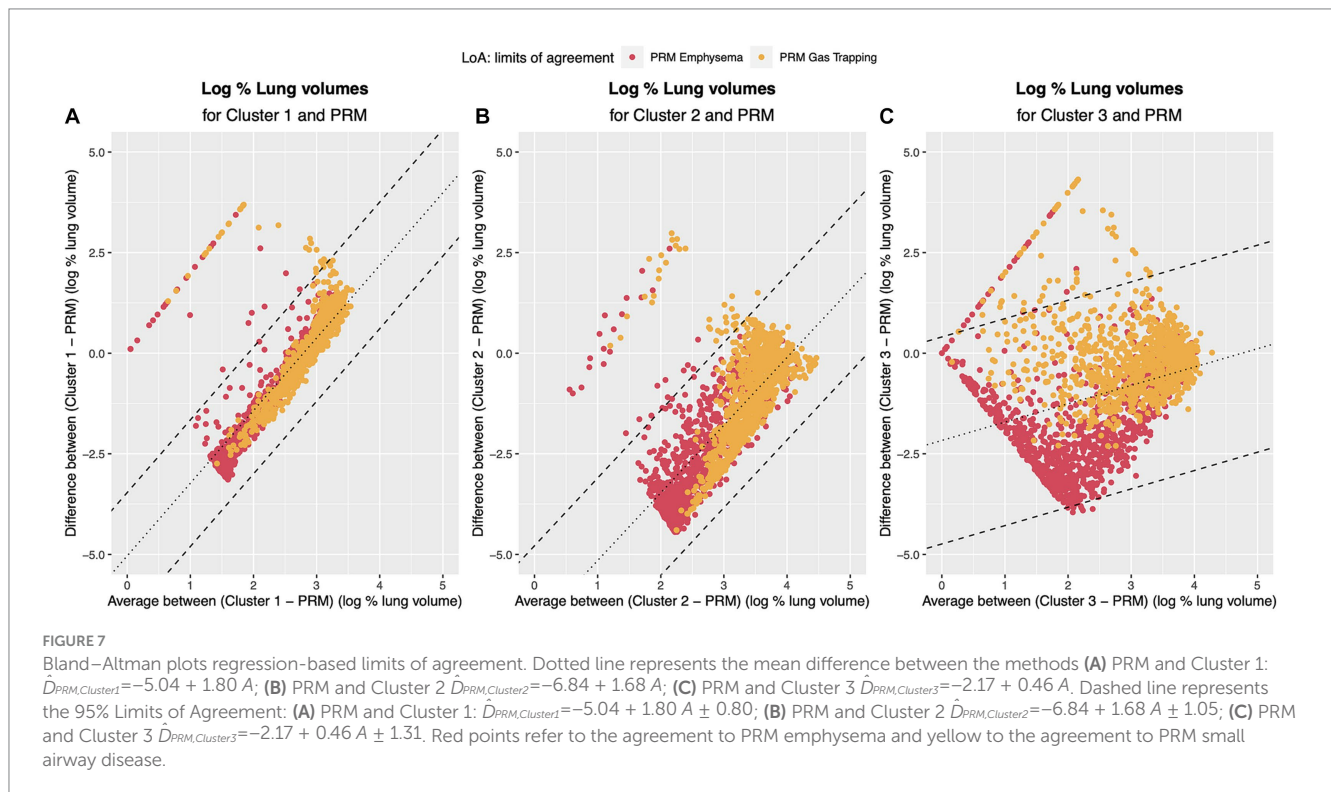 LoA: limits of agreement PRM Emphysema PRM Gas Trapping
A
Log % Lung volumes
for Cluster 1 and PRM
5.0
2.5
0.0
−2.5
−5.0
Difference between (Cluster 1 − PRM) (log % lung volume)
0 1 2 3 4 5
Average between (Cluster 1 − PRM) (log % lung volume)
B
Log % Lung volumes
for Cluster 2 and PRM
5.0
2.5
0.0
−2.5
−5.0
Difference between (Cluster 2 − PRM) (log % lung volume)
0 1 2 3 4 5
Average between (Cluster 2 − PRM) (log % lung volume)
C
Log % Lung volumes
for Cluster 3 and PRM
5.0
2.5
0.0
−2.5
−5.0
Difference between (Cluster 3 − PRM) (log % lung volume)
0 1 2 3 4 5
Average between (Cluster 3 − PRM) (log % lung volume)
FIGURE 7
Bland–Altman plots regression-based limits of agreement. Dotted line represents the mean difference between the methods (A) PRM and Cluster 1:
D̂PRM,Cluster1=−5.04 + 1.80 A; (B) PRM and Cluster 2 D̂PRM,Cluster2=−6.84 + 1.68 A; (C) PRM and Cluster 3 D̂PRM,Cluster3=−2.17 + 0.46 A. Dashed line represents
the 95% Limits of Agreement: (A) PRM and Cluster 1: D̂PRM,Cluster1=−5.04 + 1.80 A ± 0.80; (B) PRM and Cluster 2 D̂PRM,Cluster2=−6.84 + 1.68 A ± 1.05; (C) PRM
and Cluster 3 D̂PRM,Cluster3=−2.17 + 0.46 A ± 1.31. Red points refer to the agreement to PRM emphysema and yellow to the agreement to PRM small
airway disease.